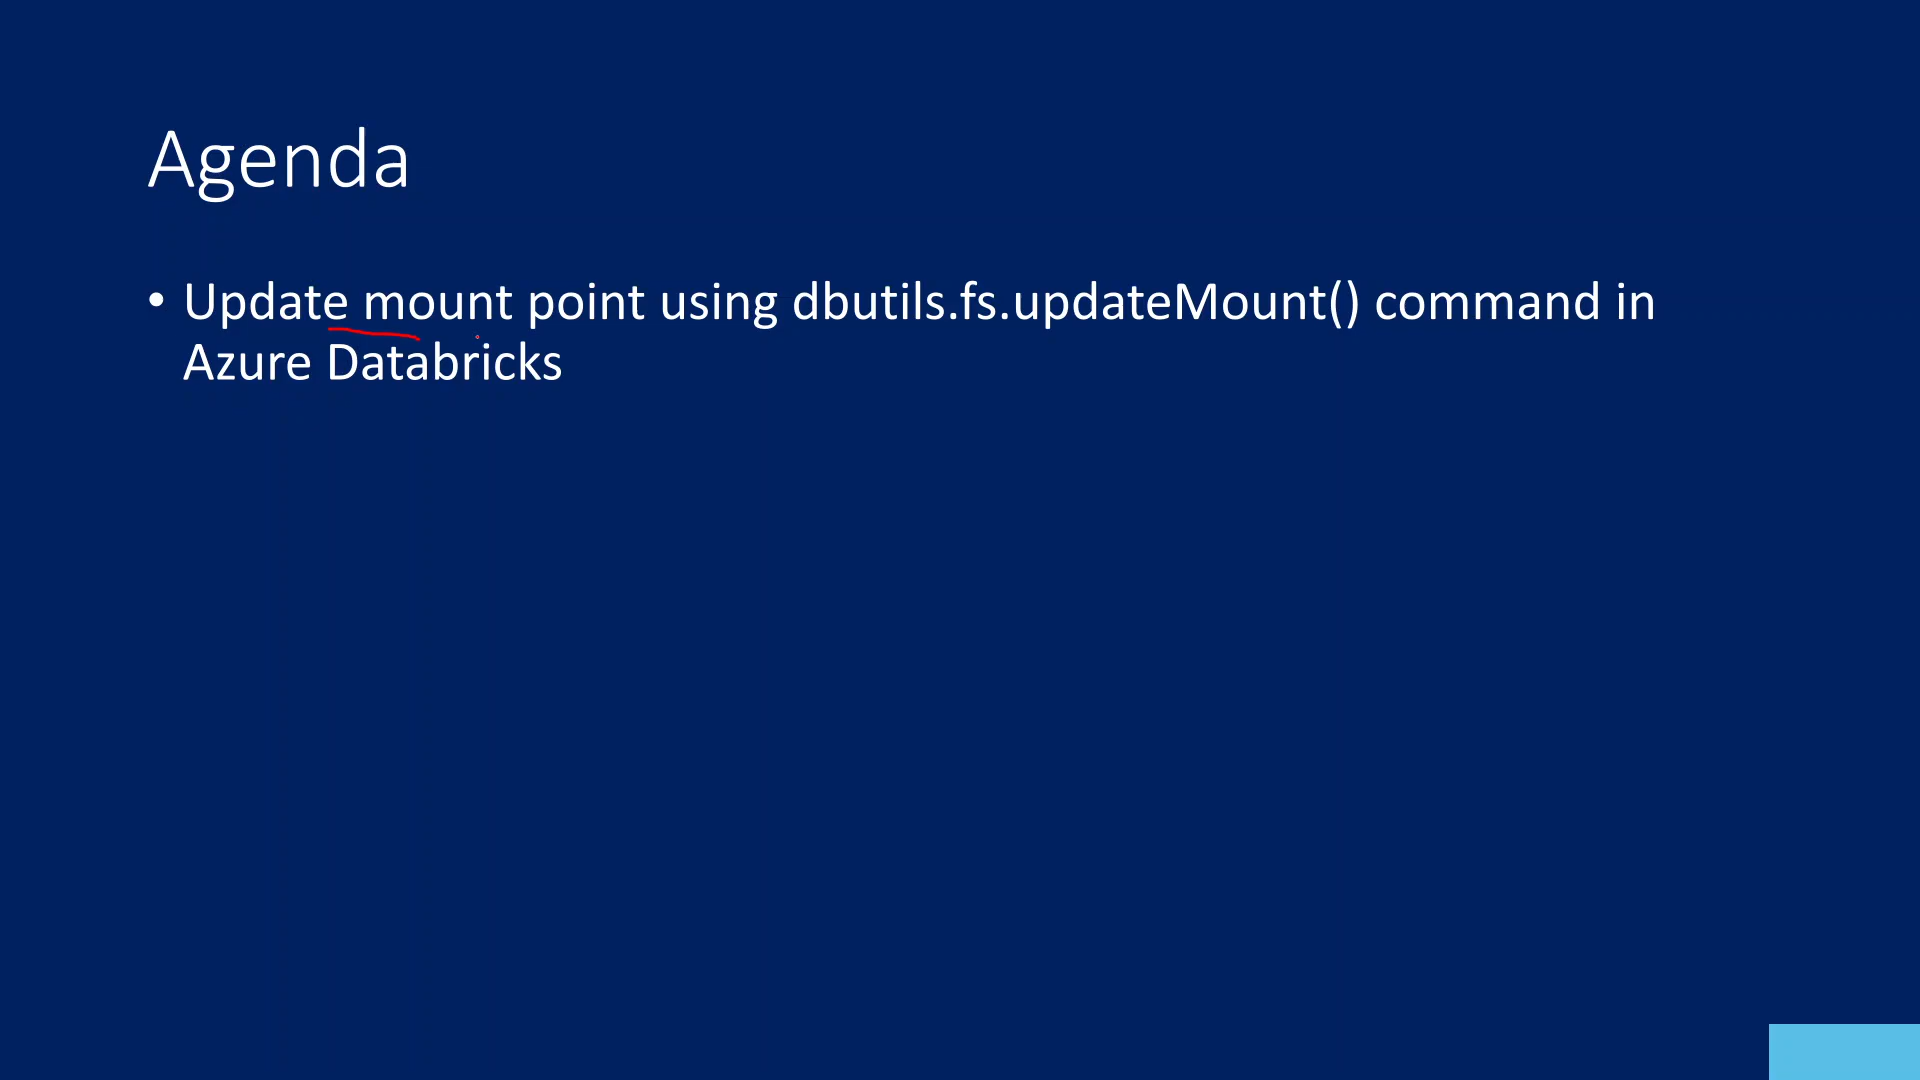 Agenda
• Update mount point using dbutils.fs.updateMount() command in
Azure Databricks